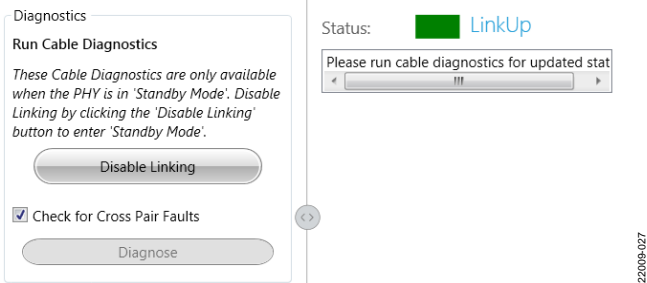 Diagnostics
Run Cable Diagnostics
These Cable Diagnostics are only available
when the PHY is in 'Standby Mode'. Disable
Linking by clicking the 'Disable Linking'
button to enter 'Standby Mode'.
Disable Linking
Check for Cross Pair Faults
Diagnose
Status:
LinkUp
Please run cable diagnostics for updated stat
22009-027